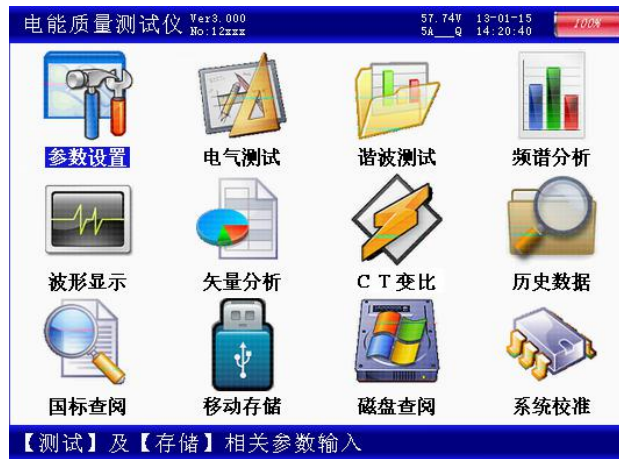 电能质量测试仪 Ver3.000 57.74V 13-01-15 100%
No:12xxx 5A___Q 14:20:40
参数设置 电气测试 谐波测试 频谱分析
波形显示 矢量分析 CT变比 历史数据
国标查阅 移动存储 磁盘查阅 系统校准
【测试】及【存储】相关参数输入